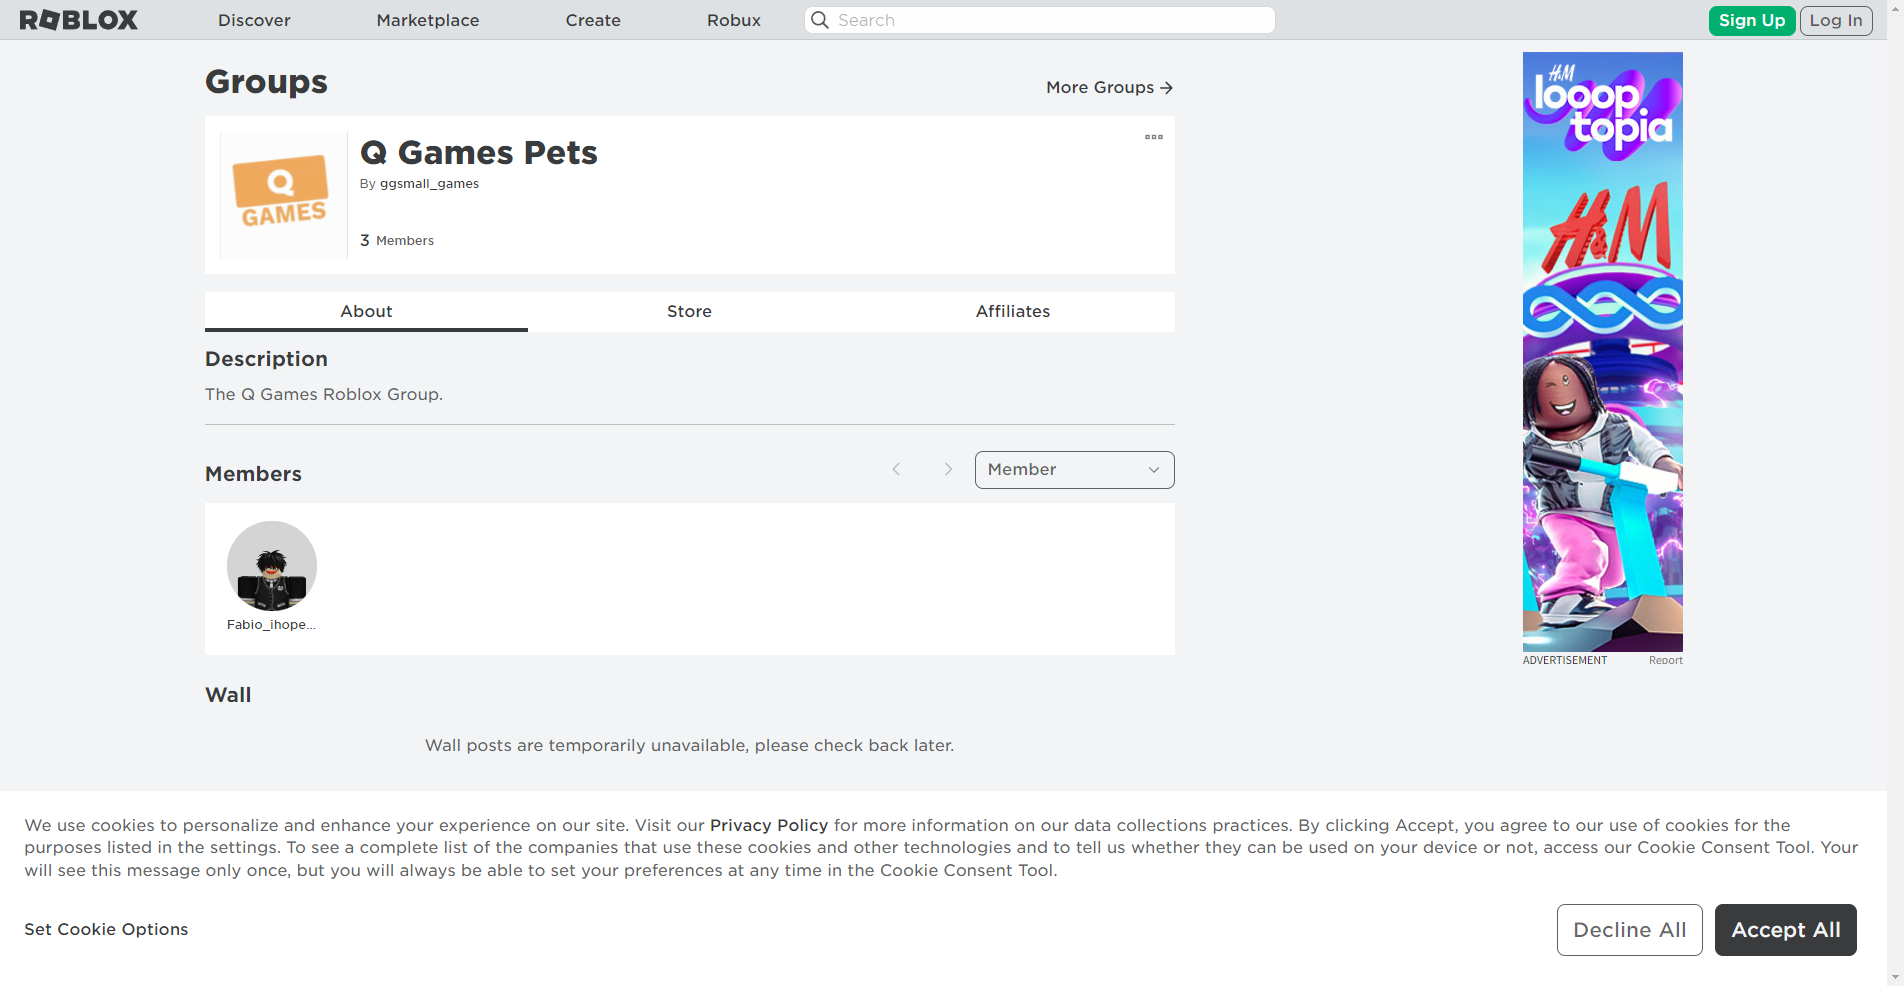 ROBLOX
Discover
Marketplace
Create
Robux
Search
Sign Up
Log In
Groups
More Groups
Q
GAMES
Q Games Pets
By ggsmall_games
3 Members
About
Store
Affiliates
Description
The Q Games Roblox Group.
Members
Member
Fabio_ihope...
Wall
Wall posts are temporarily unavailable, please check back later.
H&M
looop
topia
H&M
ADVERTISEMENT
Report
We use cookies to personalize and enhance your experience on our site. Visit our Privacy Policy for more information on our data collections practices. By clicking Accept, you agree to our use of cookies for the
purposes listed in the settings. To see a complete list of the companies that use these cookies and other technologies and to tell us whether they can be used on your device or not, access our Cookie Consent Tool. Your
will see this message only once, but you will always be able to set your preferences at any time in the Cookie Consent Tool.
Set Cookie Options
Decline All
Accept All